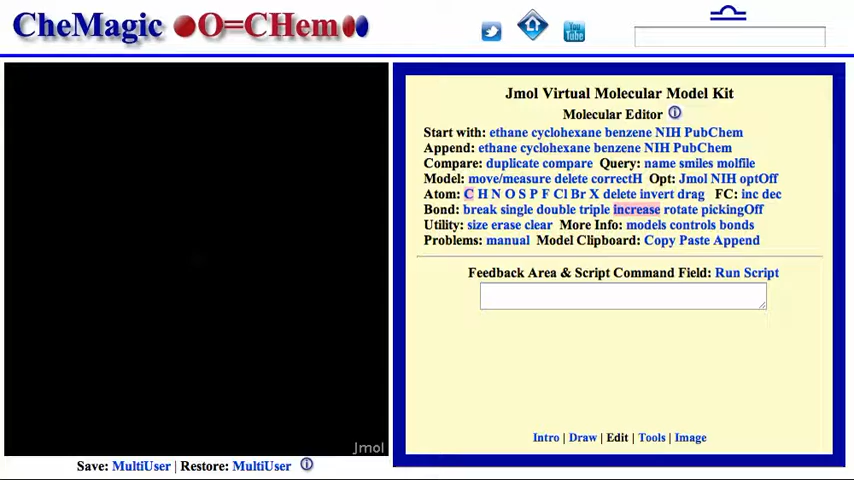 CheMagic O=CHem
You Tube
Jmol Virtual Molecular Model Kit
Molecular Editor i
Start with: ethane cyclohexane benzene NIH PubChem
Append: ethane cyclohexane benzene NIH PubChem
Compare: duplicate compare Query: name smiles molfile
Model: move/measure delete correctH Opt: Jmol NIH optOff
Atom: C H N O S P F Cl Br X delete invert drag FC: inc dec
Bond: break single double triple increase rotate pickingOff
Utility: size erase clear More Info: models controls bonds
Problems: manual Model Clipboard: Copy Paste Append
Feedback Area & Script Command Field: Run Script
Intro | Draw | Edit | Tools | Image
Jmol
Save: MultiUser | Restore: MultiUser i